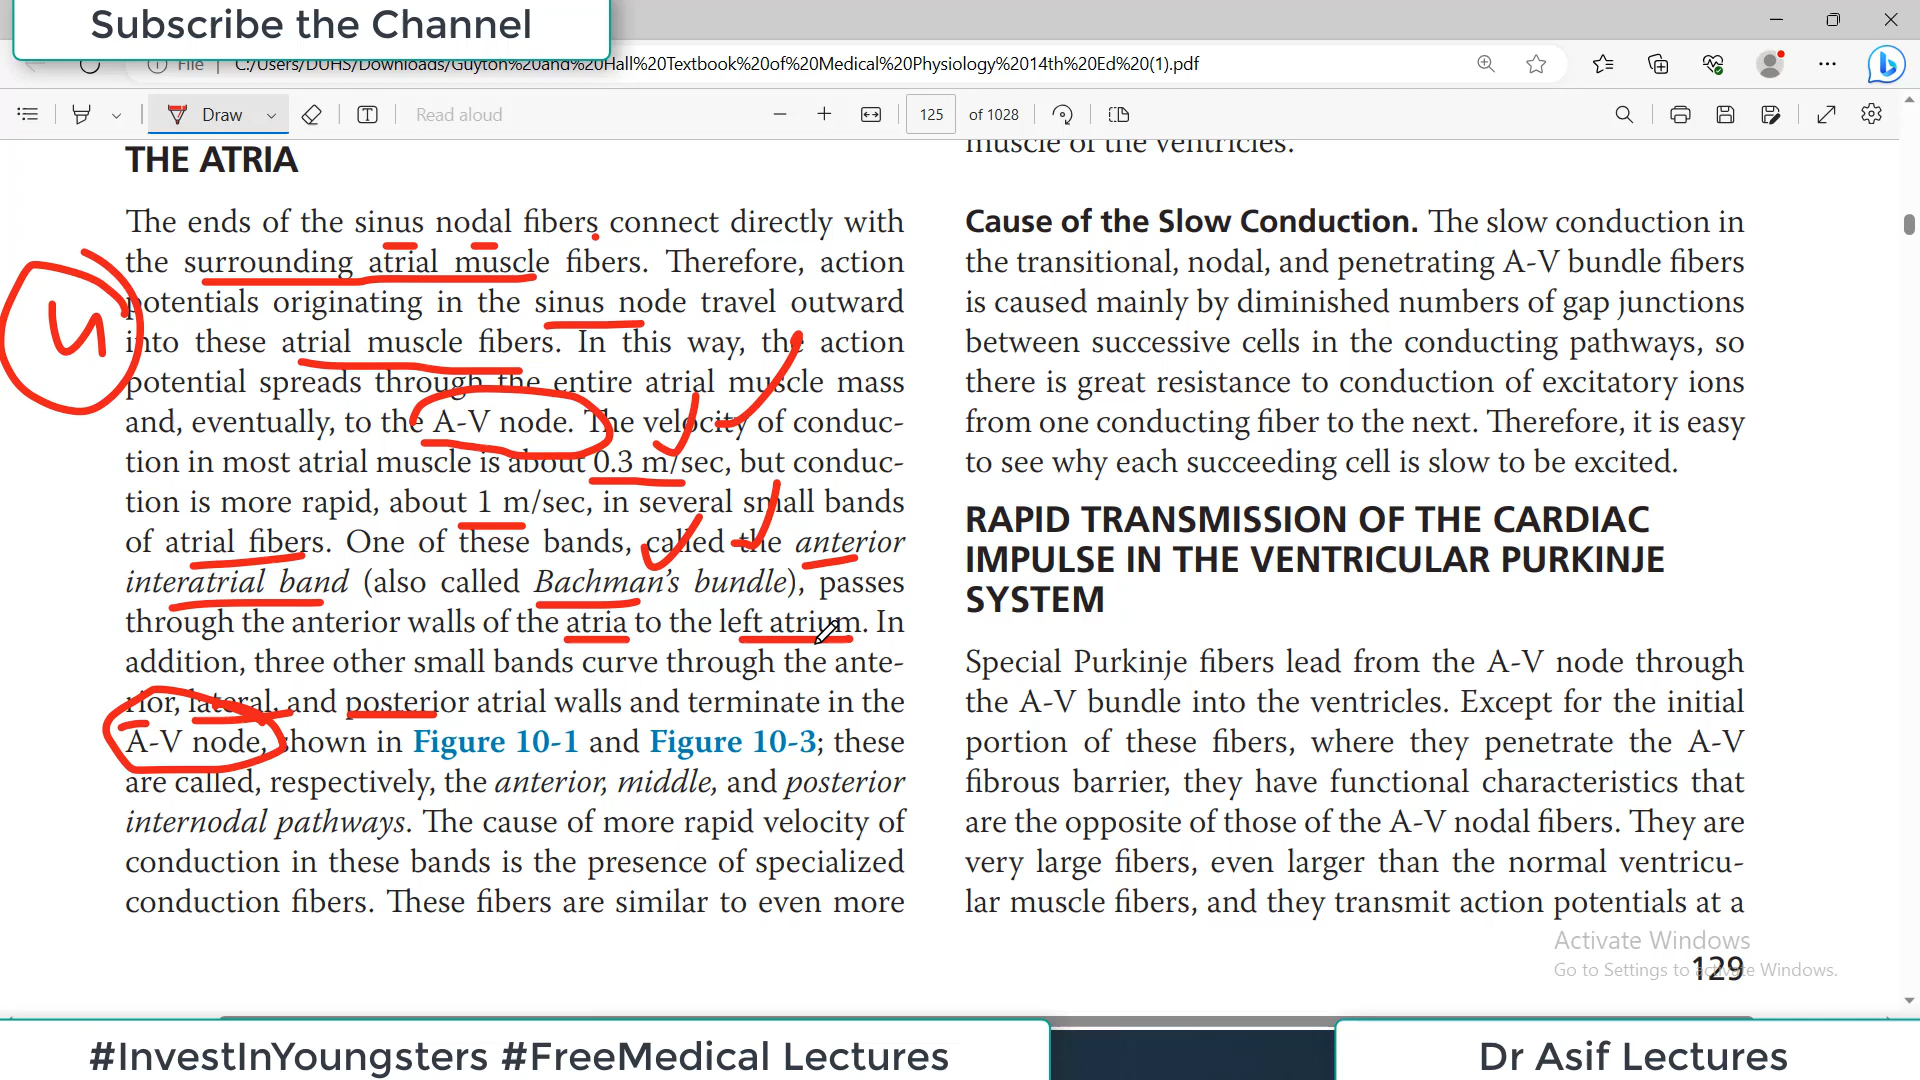 Subscribe the Channel
File
C:/Users/DUHS/Downloads/Guyton%20and%20Hall%20Textbook%20of%20Medical%20Physiology%2014th%20Ed%20(1).pdf
Draw
Read aloud
125 of 1028
THE ATRIA
The ends of the sinus nodal fibers connect directly with
the surrounding atrial muscle fibers. Therefore, action
potentials originating in the sinus node travel outward
into these atrial muscle fibers. In this way, the action
potential spreads through the entire atrial muscle mass
and, eventually, to the A-V node. The velocity of conduc-
tion in most atrial muscle is about 0.3 m/sec, but conduc-
tion is more rapid, about 1 m/sec, in several small bands
of atrial fibers. One of these bands, called the anterior
interatrial band (also called Bachman's bundle), passes
through the anterior walls of the atria to the left atrium. In
addition, three other small bands curve through the ante-
rior, lateral, and posterior atrial walls and terminate in the
A-V node, shown in Figure 10-1 and Figure 10-3; these
are called, respectively, the anterior, middle, and posterior
internodal pathways. The cause of more rapid velocity of
conduction in these bands is the presence of specialized
conduction fibers. These fibers are similar to even more
muscle of the ventricles.
Cause of the Slow Conduction. The slow conduction in
the transitional, nodal, and penetrating A-V bundle fibers
is caused mainly by diminished numbers of gap junctions
between successive cells in the conducting pathways, so
there is great resistance to conduction of excitatory ions
from one conducting fiber to the next. Therefore, it is easy
to see why each succeeding cell is slow to be excited.
RAPID TRANSMISSION OF THE CARDIAC
IMPULSE IN THE VENTRICULAR PURKINJE
SYSTEM
Special Purkinje fibers lead from the A-V node through
the A-V bundle into the ventricles. Except for the initial
portion of these fibers, where they penetrate the A-V
fibrous barrier, they have functional characteristics that
are the opposite of those of the A-V nodal fibers. They are
very large fibers, even larger than the normal ventricu-
lar muscle fibers, and they transmit action potentials at a
Activate Windows
Go to Settings to activate Windows.
129
#InvestInYoungsters #FreeMedical Lectures
Dr Asif Lectures